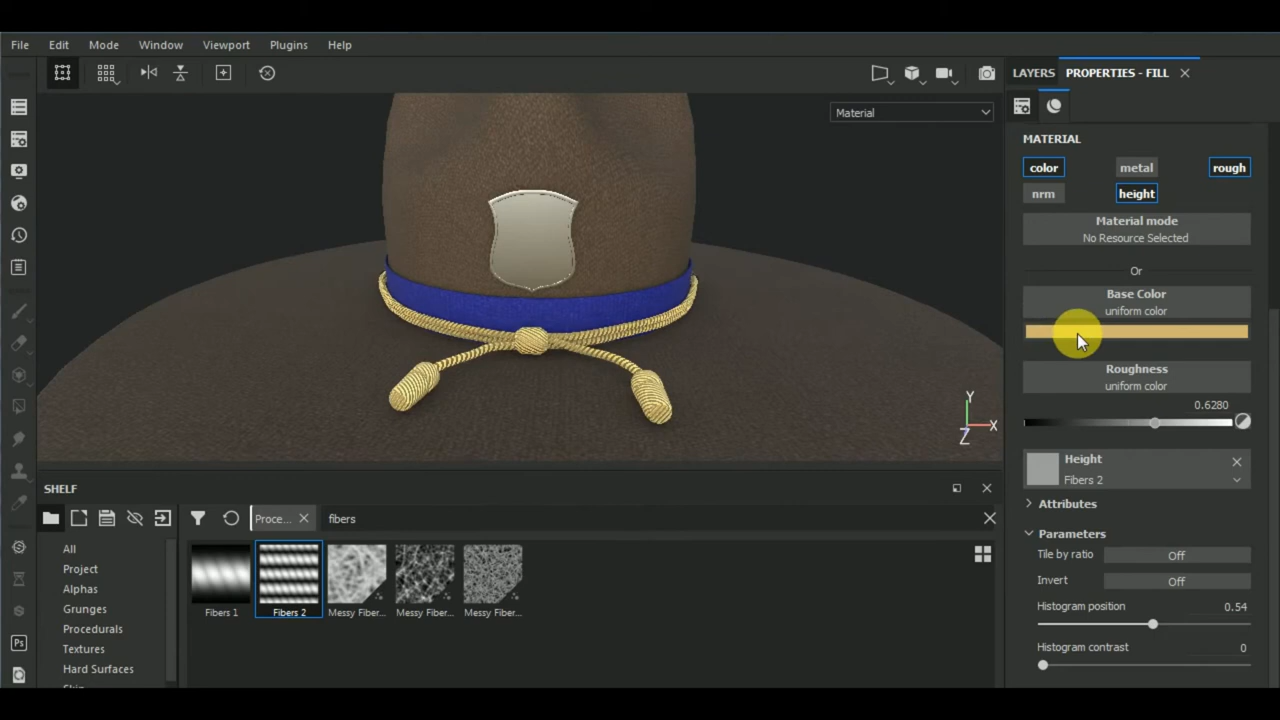 File Edit Mode Window Viewport Plugins Help
LAYERS PROPERTIES - FILL
Material
MATERIAL
color metal rough
nrm height
Material mode
No Resource Selected
Or
Base Color
uniform color
Roughness
uniform color
0.6280
Height
Fibers 2
Attributes
Parameters
Tile by ratio Off
Invert Off
Histogram position 0.54
Histogram contrast 0
Y
X
Z
SHELF
Proce... fibers
All
Project
Alphas
Grunges
Procedurals
Textures
Hard Surfaces
Fibers 1 Fibers 2 Messy Fiber... Messy Fiber... Messy Fiber...
Ps